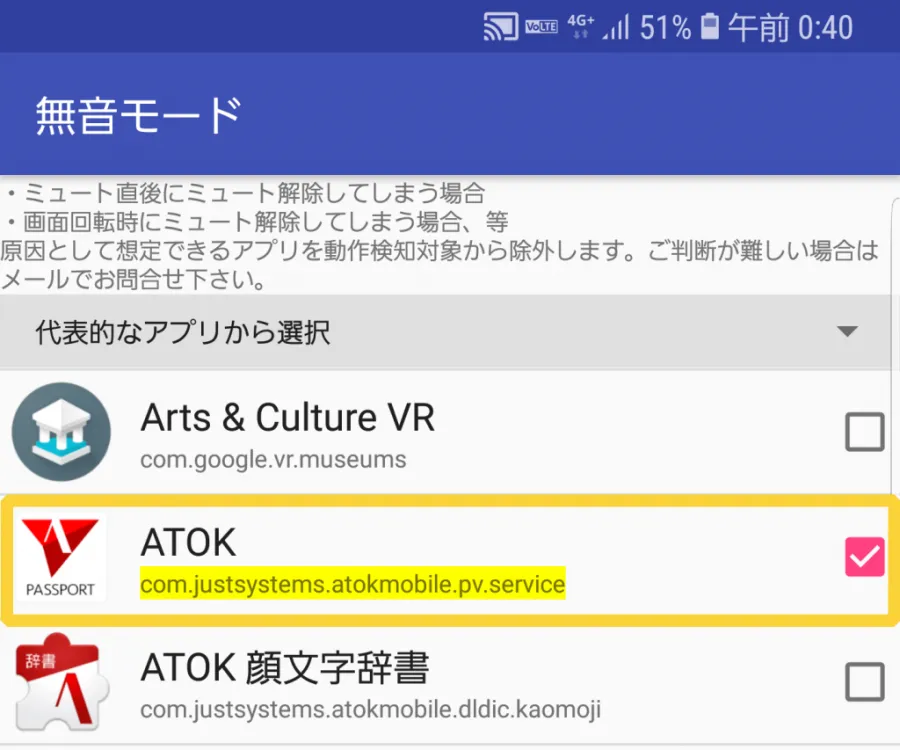 VoLTE 4G+ 51% 午前 0:40
無音モード
・ミュート直後にミュート解除してしまう場合
・画面回転時にミュート解除してしまう場合、等
原因として想定できるアプリを動作検知対象から除外します。ご判断が難しい場合は
メールでお問合せ下さい。
代表的なアプリから選択
Arts & Culture VR
com.google.vr.museums
ATOK
PASSPORT
com.justsystems.atokmobile.pv.service
辞書
ATOK 顔文字辞書
com.justsystems.atokmobile.dldic.kaomoji